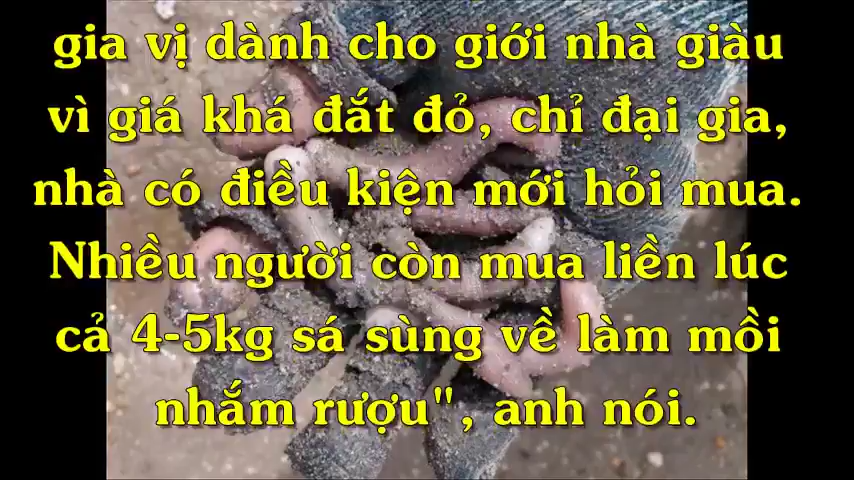 gia vị dành cho giới nhà giàu
vì giá khá đắt đỏ, chỉ đại gia,
nhà có điều kiện mới hỏi mua.
Nhiều người còn mua liền lúc
cả 4-5kg sá sùng về làm mồi
nhắm rượu", anh nói.